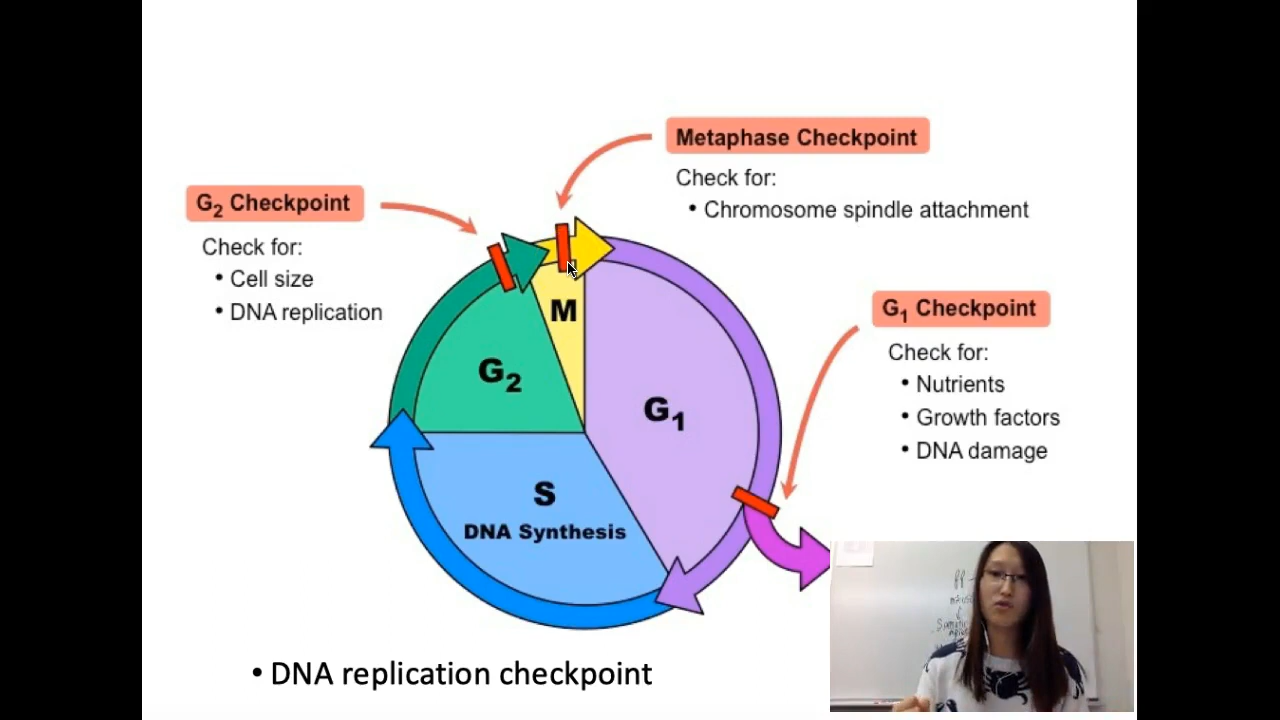 Metaphase Checkpoint
Check for:
• Chromosome spindle attachment
G₂ Checkpoint
Check for:
• Cell size
• DNA replication
G₁ Checkpoint
Check for:
• Nutrients
• Growth factors
• DNA damage
M
G₂
G₁
S
DNA Synthesis
• DNA replication checkpoint